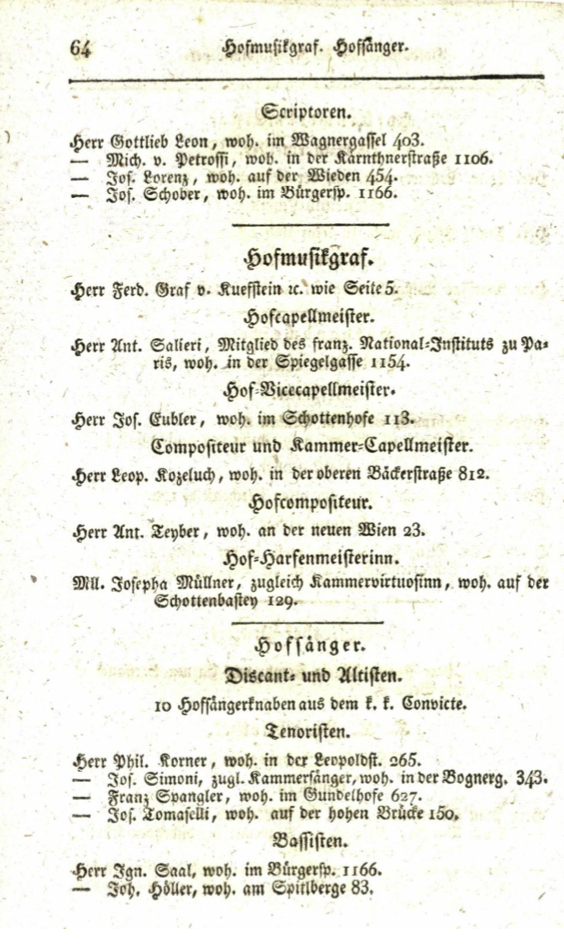 64 Hofmusikgraf. Hofsänger.
Scriptoren.
Herr Gottlieb Leon, woh. im Wagnergassel 403.
— Mich. v. Petrossi, woh. in der Kärnthnerstraße 1106.
— Jos. Lorenz, woh. auf der Wieden 454.
— Jos. Schober, woh. im Bürgersp. 1166.
Hofmusikgraf.
Herr Ferd. Graf v. Kuefstein ꝛc. wie Seite 5.
Hofcapellmeister.
Herr Ant. Salieri, Mitglied des franz. National-Instituts zu Pa-
ris, woh. in der Spiegelgasse 1154.
Hof-Vicecapellmeister.
Herr Jos. Eubler, woh. im Schottenhofe 113.
Compositeur und Kammer-Capellmeister.
Herr Leop. Kozeluch, woh. in der oberen Bäckerstraße 812.
Hofcompositeur.
Herr Ant. Teyber, woh. an der neuen Wien 23.
Hof-Harfenmeisterinn.
Mll. Josepha Müllner, zugleich Kammervirtuosinn, woh. auf der
Schottenbastey 129.
Hofsänger.
Discant- und Altisten.
10 Hofsängerknaben aus dem k. k. Convicte.
Tenoristen.
Herr Phil. Korner, woh. in der Leopoldst. 265.
— Jos. Simoni, zugl. Kammersänger, woh. in der Bognerg. 343.
— Franz Spangler, woh. im Gundelhofe 627.
— Jos. Tomaselli, woh. auf der hohen Brücke 150.
Bassisten.
Herr Ign. Saal, woh. im Bürgersp. 1166.
— Joh. Höller, woh. am Spitlberge 83.